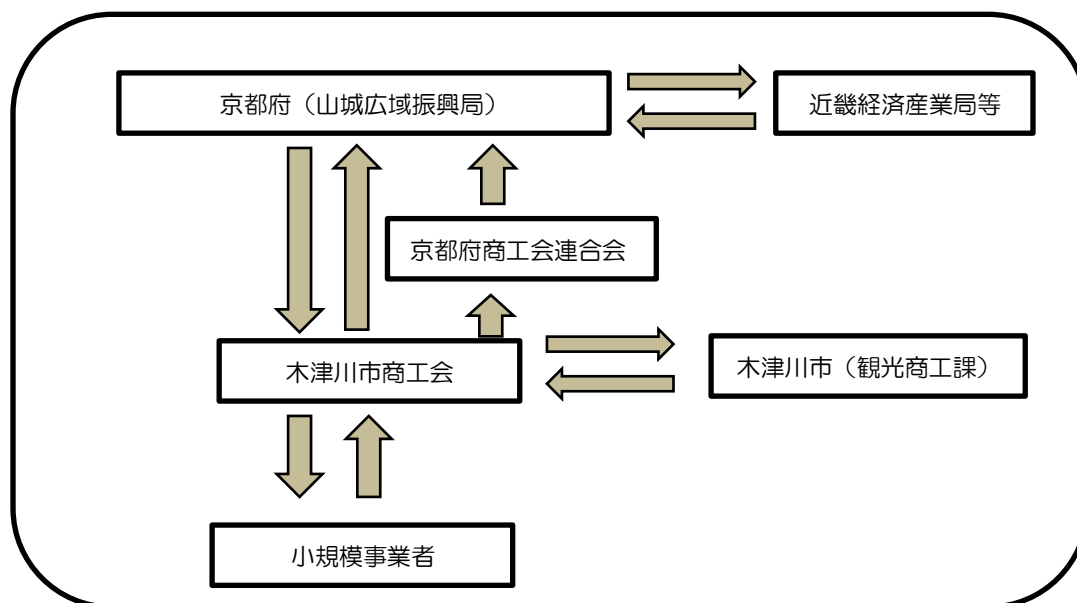 京都府（山城広域振興局）
近畿経済産業局等
京都府商工会連合会
木津川市商工会
木津川市（観光商工課）
小規模事業者